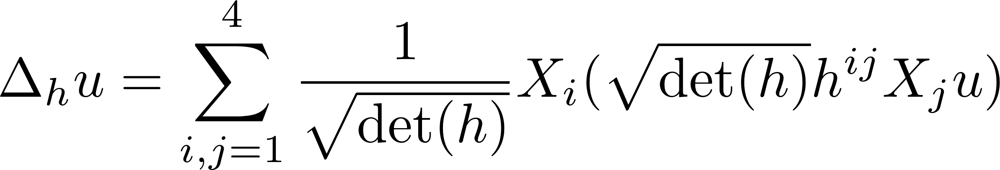 $\Delta_h u = \sum_{i,j=1}^{4} \frac{1}{\sqrt{\det(h)}} X_i(\sqrt{\det(h)} h^{ij} X_j u)$